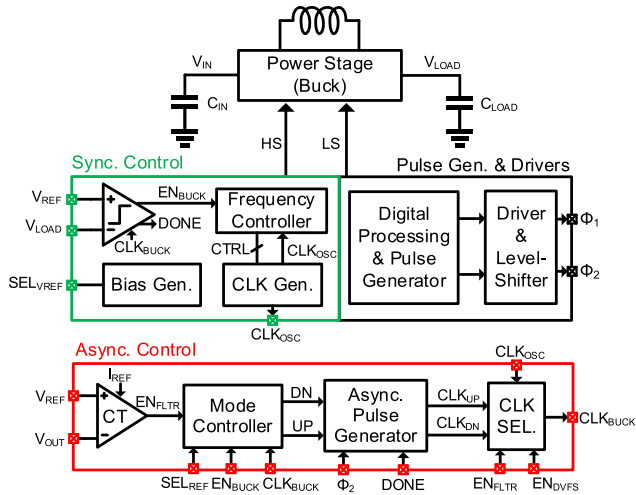 V_IN
Power Stage
(Buck)
V_LOAD
C_IN
C_LOAD
HS
LS
Sync. Control
Pulse Gen. & Drivers
V_REF
V_LOAD
EN_BUCK
DONE
CLK_BUCK
Frequency
Controller
CTRL
CLK_OSC
SEL_VREF
Bias Gen.
CLK Gen.
CLK_OSC
Digital
Processing
& Pulse
Generator
Driver
&
Level-
Shifter
Φ_1
Φ_2
Async. Control
CLK_OSC
I_REF
V_REF
V_OUT
CT
EN_FLTR
Mode
Controller
DN
UP
Async.
Pulse
Generator
CLK_UP
CLK_DN
CLK
SEL.
CLK_BUCK
SEL_REF
EN_BUCK
CLK_BUCK
Φ_2
DONE
EN_FLTR
EN_DVFS